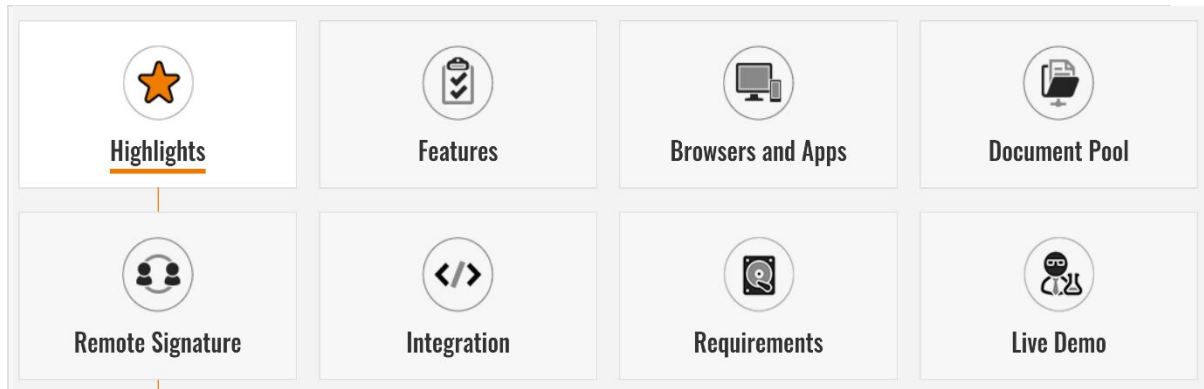 Highlights
Features
Browsers and Apps
Document Pool
Remote Signature
Integration
Requirements
Live Demo